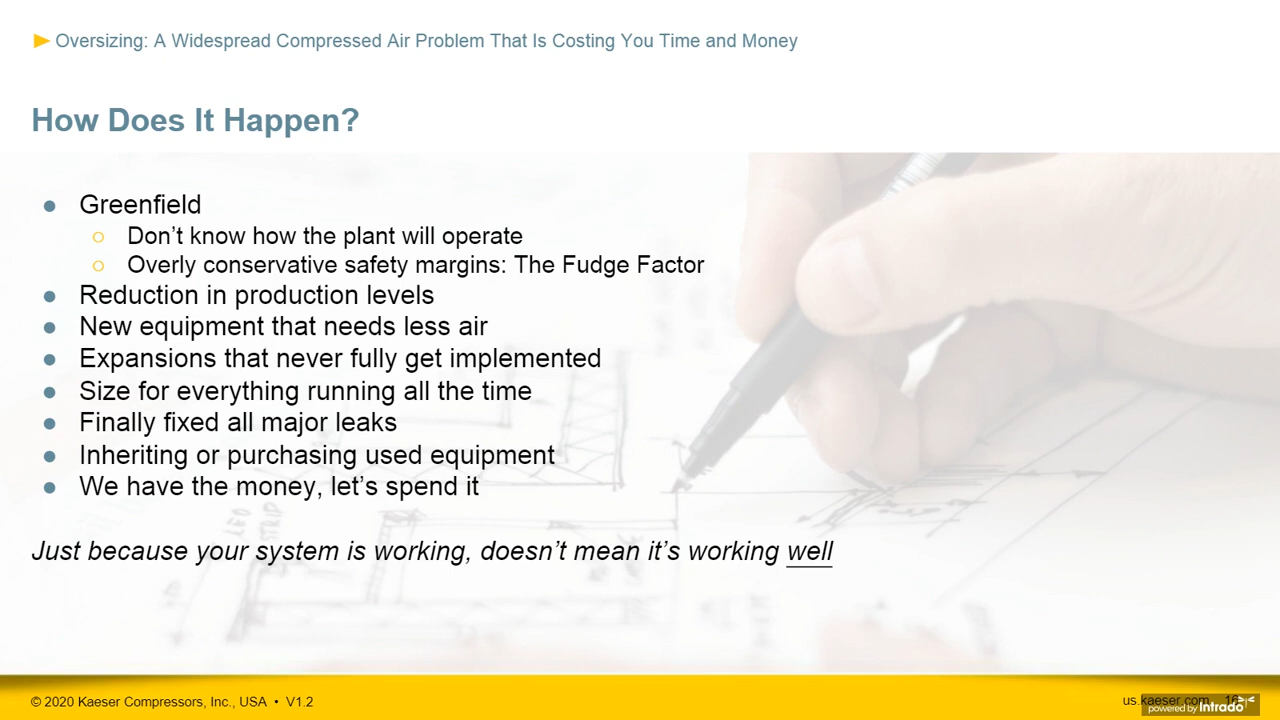 Oversizing: A Widespread Compressed Air Problem That Is Costing You Time and Money
How Does It Happen?
● Greenfield
○ Don’t know how the plant will operate
○ Overly conservative safety margins: The Fudge Factor
● Reduction in production levels
● New equipment that needs less air
● Expansions that never fully get implemented
● Size for everything running all the time
● Finally fixed all major leaks
● Inheriting or purchasing used equipment
● We have the money, let’s spend it
Just because your system is working, doesn’t mean it’s working well
LEO
STRIP
© 2020 Kaeser Compressors, Inc., USA • V1.2
us.kaeser.com
powered by Intrado